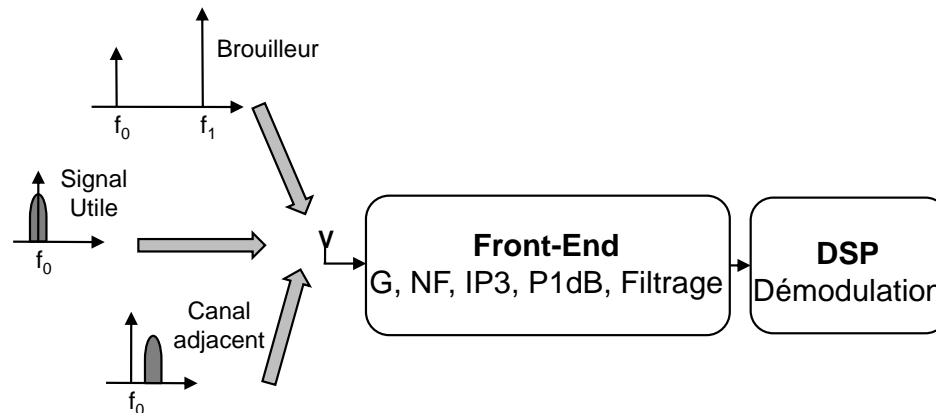 Brouilleur
f₀
f₁
Signal
Utile
f₀
Front-End
G, NF, IP3, P1dB, Filtrage
DSP
Démodulation
Canal
adjacent
f₀